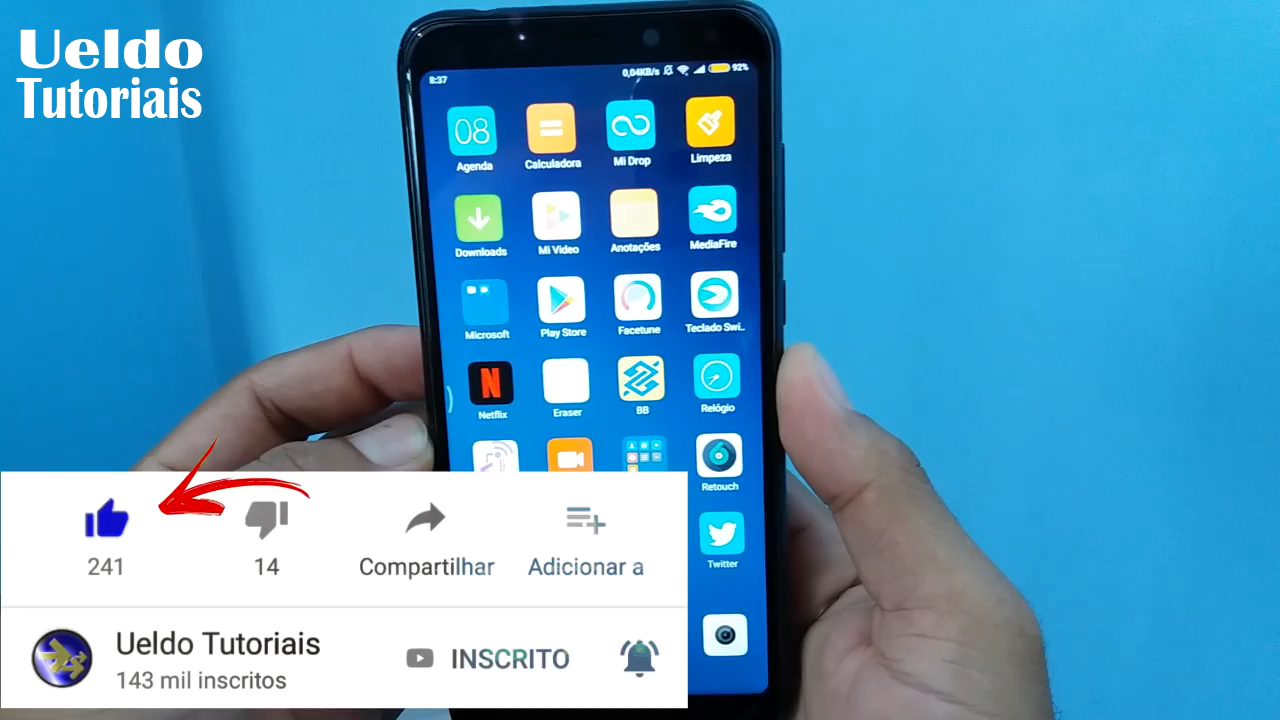 Ueldo
Tutoriais
8:37
0,04KB/s 92%
08
Agenda
Calculadora
Mi Drop
Limpeza
Downloads
Mi Video
Anotações
MediaFire
Microsoft
Play Store
Facetune
Teclado Swi..
N
Netflix
Eraser
BB
Relógio
Retouch
Twitter
241
14
Compartilhar
Adicionar a
Ueldo Tutoriais
143 mil inscritos
INSCRITO